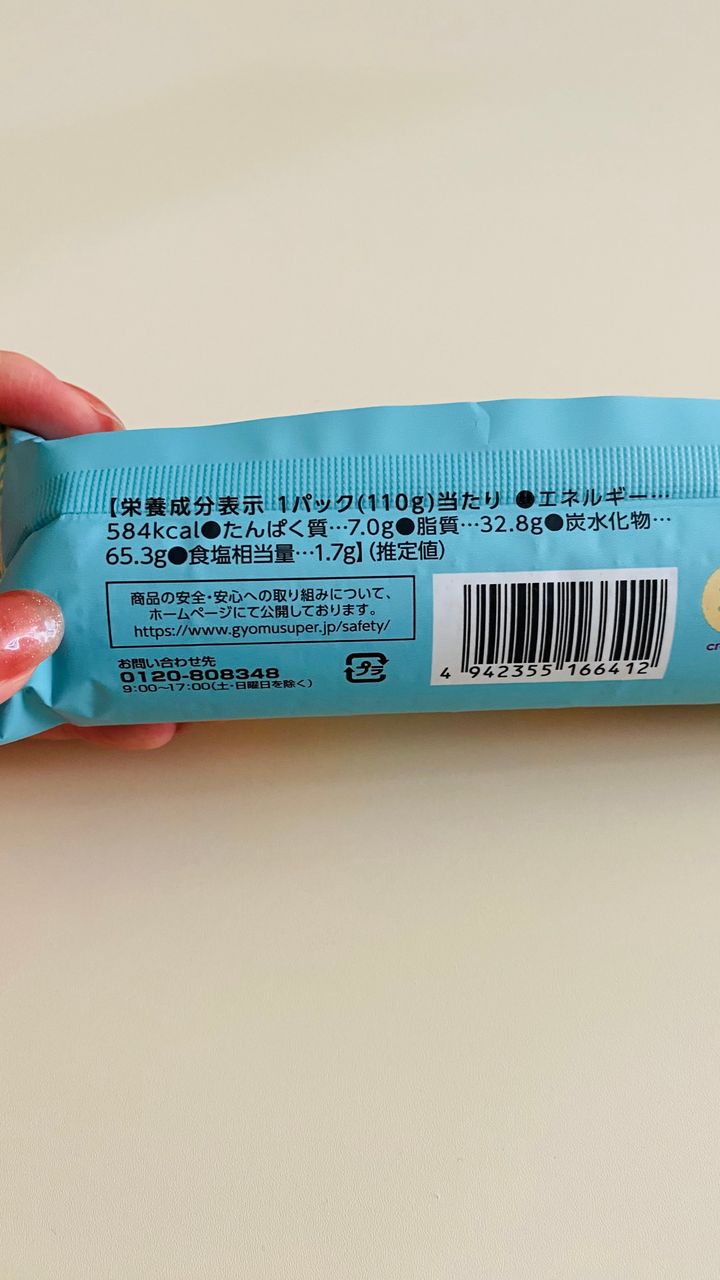 【栄養成分表示 1パック(110g)当たり ●エネルギー…
584kcal●たんぱく質…7.0g●脂質…32.8g●炭水化物…
65.3g●食塩相当量…1.7g】(推定値)
商品の安全・安心への取り組みについて、
ホームページにて公開しております。
https://www.gyomusuper.jp/safety/
お問い合わせ先
0120-808348
9:00〜17:00(土・日曜日を除く)
プラ
4 942355 166412